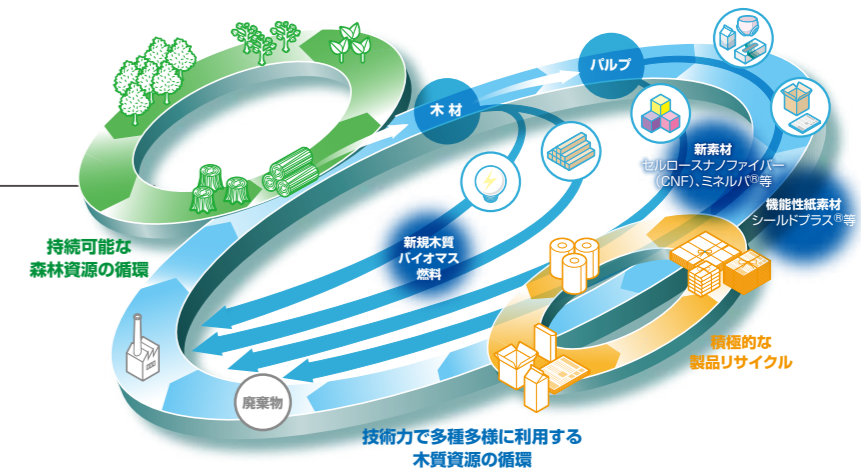 パルプ
木材
新素材
セルロースナノファイバー
(CNF)、ミネルパ®等
機能性紙素材
シールドプラス®等
持続可能な
森林資源の循環
新規木質
バイオマス
燃料
積極的な
製品リサイクル
廃棄物
技術力で多種多様に利用する
木質資源の循環